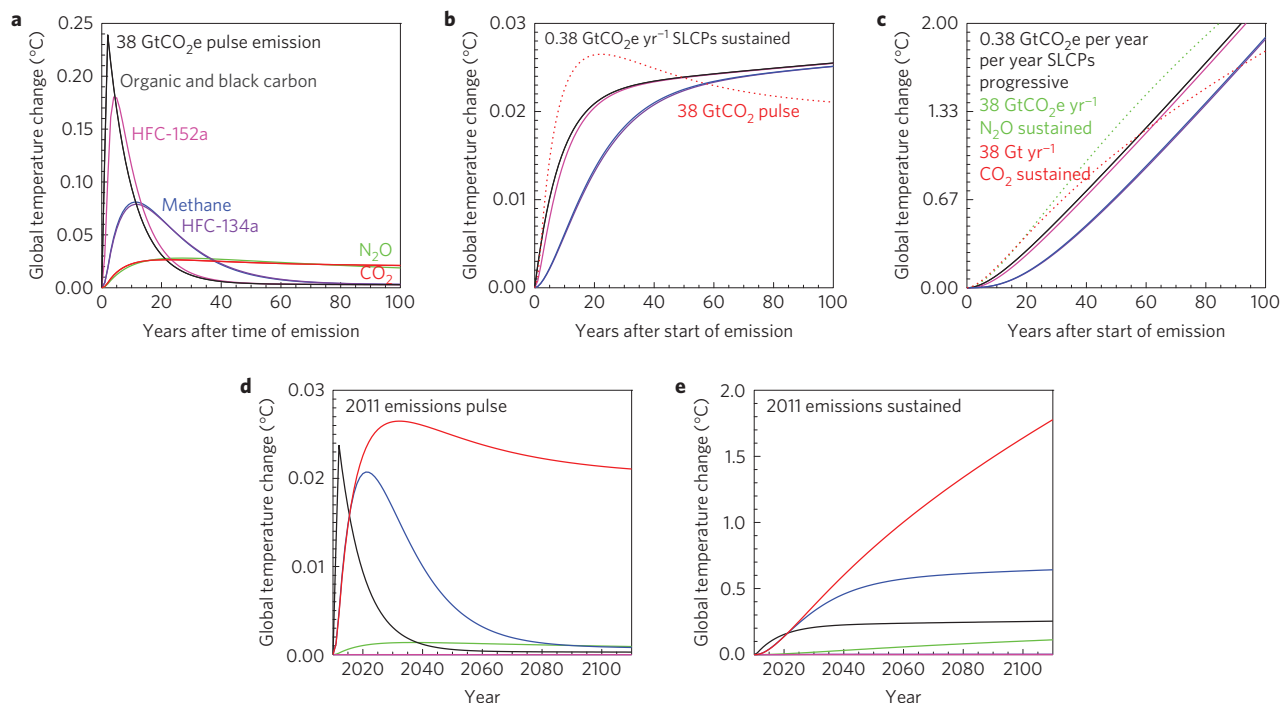 a
0.25
0.20
0.15
0.10
0.05
0.00
Global temperature change (°C)
38 GtCO₂e pulse emission
Organic and black carbon
HFC-152a
Methane
HFC-134a
N₂O
CO₂
0 20 40 60 80 100
Years after time of emission
b
0.03
0.02
0.01
0.00
Global temperature change (°C)
0.38 GtCO₂e yr⁻¹ SLCPs sustained
38 GtCO₂ pulse
0 20 40 60 80 100
Years after start of emission
c
2.00
1.33
0.67
0.00
Global temperature change (°C)
0.38 GtCO₂e per year
per year SLCPs
progressive
38 GtCO₂e yr⁻¹
N₂O sustained
38 Gt yr⁻¹
CO₂ sustained
0 20 40 60 80 100
Years after start of emission
d
0.03
0.02
0.01
0.00
Global temperature change (°C)
2011 emissions pulse
2020 2040 2060 2080 2100
Year
e
2.0
1.5
1.0
0.5
0.0
Global temperature change (°C)
2011 emissions sustained
2020 2040 2060 2080 2100
Year